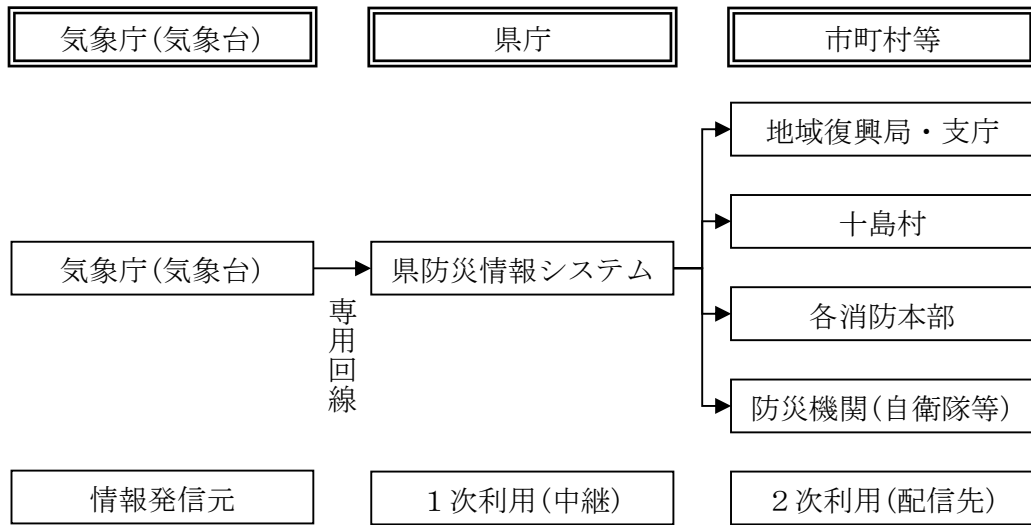 気象庁(気象台)
県庁
市町村等
地域復興局・支庁
十島村
気象庁(気象台)
専用回線
県防災情報システム
各消防本部
防災機関(自衛隊等)
情報発信元
１次利用(中継)
２次利用(配信先)